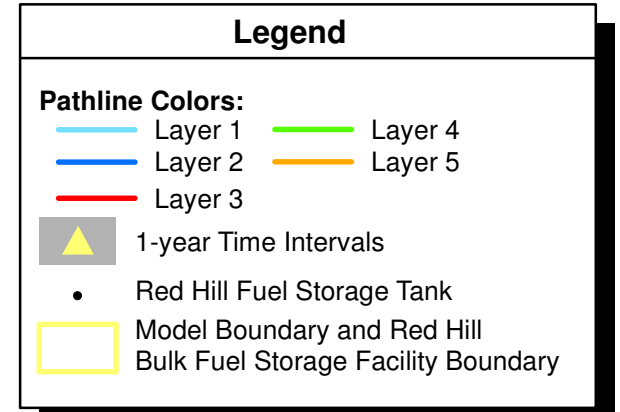 Legend
Pathline Colors:
Layer 1 Layer 4
Layer 2 Layer 5
Layer 3
1-year Time Intervals
Red Hill Fuel Storage Tank
Model Boundary and Red Hill
Bulk Fuel Storage Facility Boundary